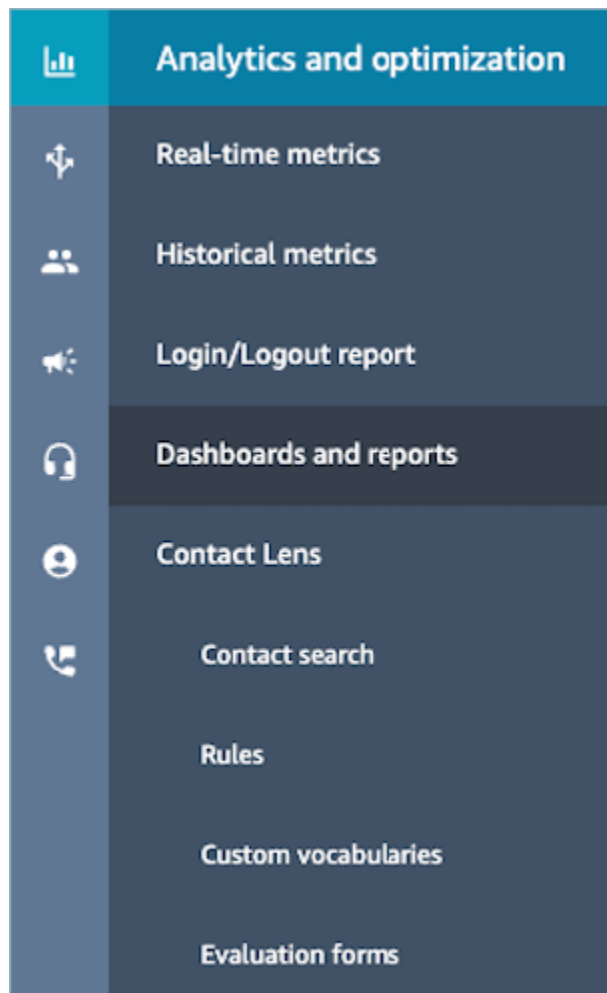 Analytics and optimization
Real-time metrics
Historical metrics
Login/Logout report
Dashboards and reports
Contact Lens
Contact search
Rules
Custom vocabularies
Evaluation forms